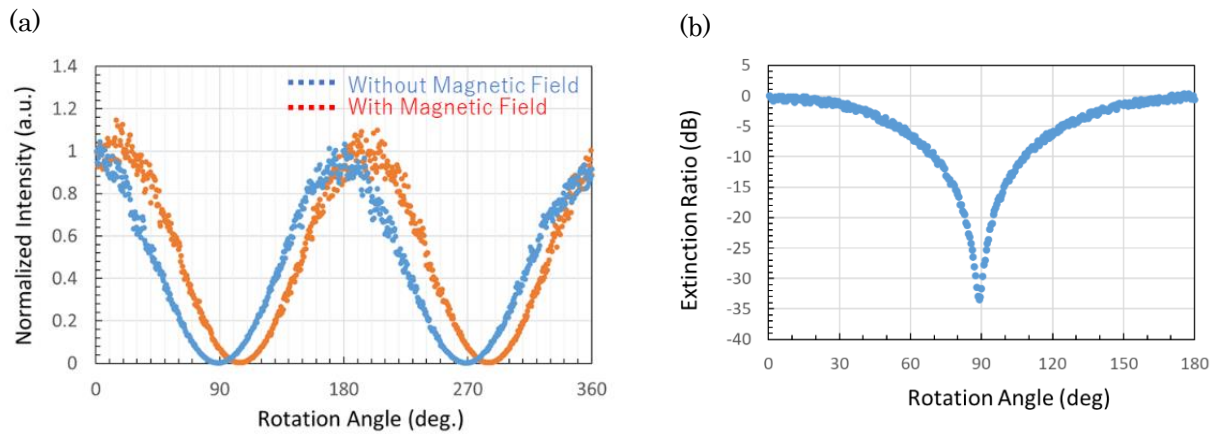 (a)
Normalized Intensity (a.u.)
1.4
1.2
1
0.8
0.6
0.4
0.2
0
Without Magnetic Field
With Magnetic Field
0 90 180 270 360
Rotation Angle (deg.)
(b)
Extinction Ratio (dB)
5
0
-5
-10
-15
-20
-25
-30
-35
-40
0 30 60 90 120 150 180
Rotation Angle (deg)